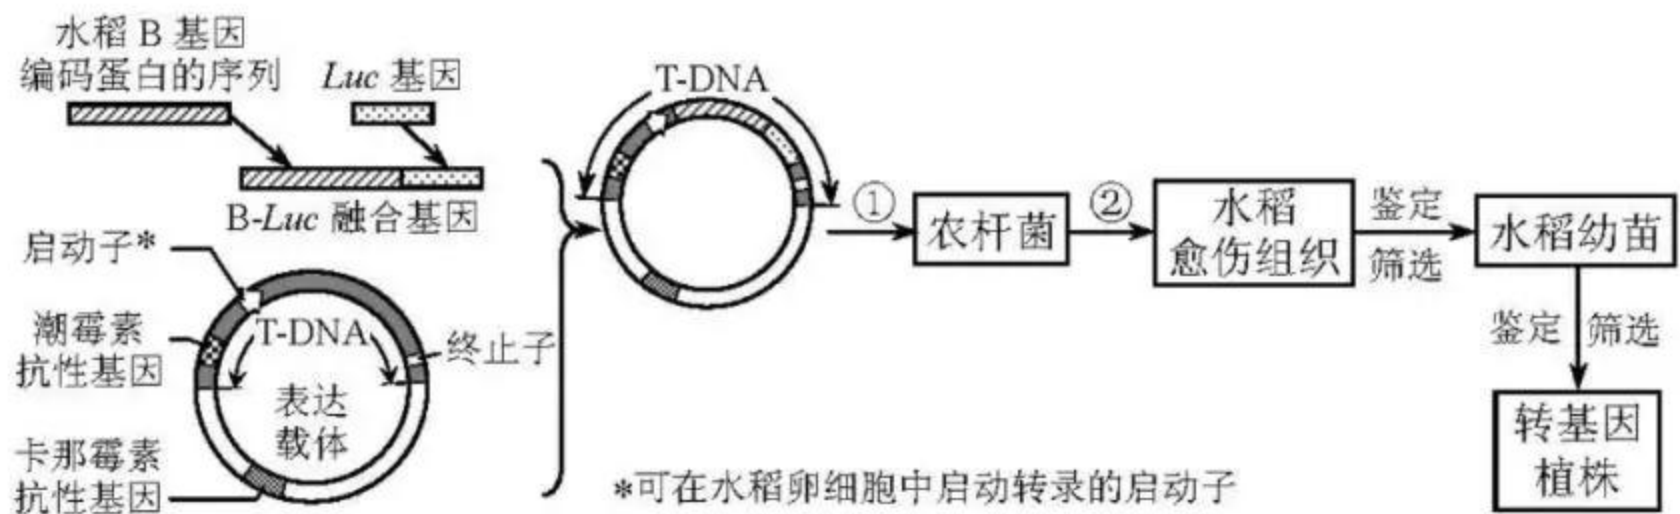 水稻 B 基因
编码蛋白的序列
Luc 基因
B-Luc 融合基因
启动子*
潮霉素
抗性基因
T-DNA
终止子
表达
载体
卡那霉素
抗性基因
T-DNA
①
农杆菌
②
水稻
愈伤组织
鉴定
筛选
水稻幼苗
鉴定 筛选
转基因
植株
*可在水稻卵细胞中启动转录的启动子